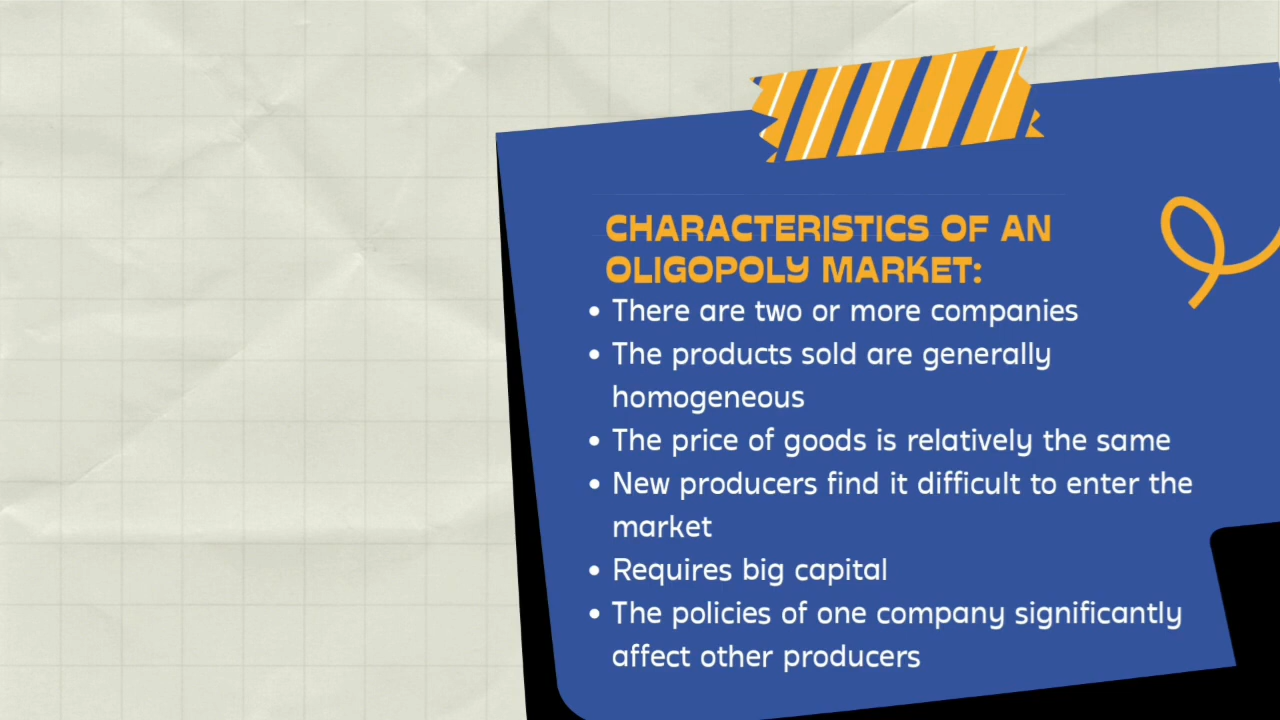 CHARACTERISTICS OF AN
OLIGOPOLY MARKET:
• There are two or more companies
• The products sold are generally
homogeneous
• The price of goods is relatively the same
• New producers find it difficult to enter the
market
• Requires big capital
• The policies of one company significantly
affect other producers